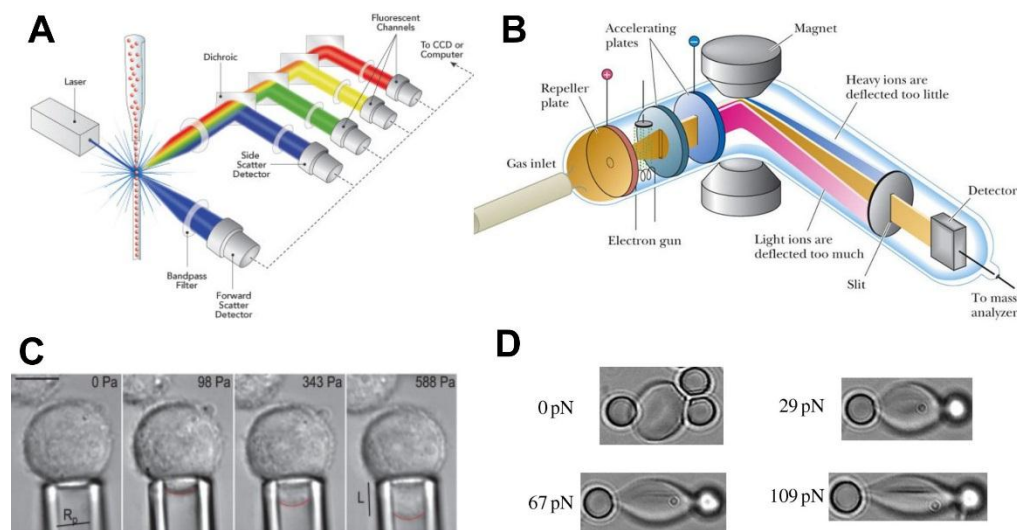 A
Laser
Dichroic
Fluorescent
Channels
To CCD or
Computer
Side
Scatter
Detector
Bandpass
Filter
Forward
Scatter
Detector
B
Accelerating
plates
Magnet
Repeller
plate
Heavy ions are
deflected too little
Gas inlet
Detector
Electron gun
Light ions are
deflected too much
Slit
To mass
analyzer
+
−
C
0 Pa
98 Pa
343 Pa
588 Pa
Rp
L
D
0 pN
29 pN
67 pN
109 pN